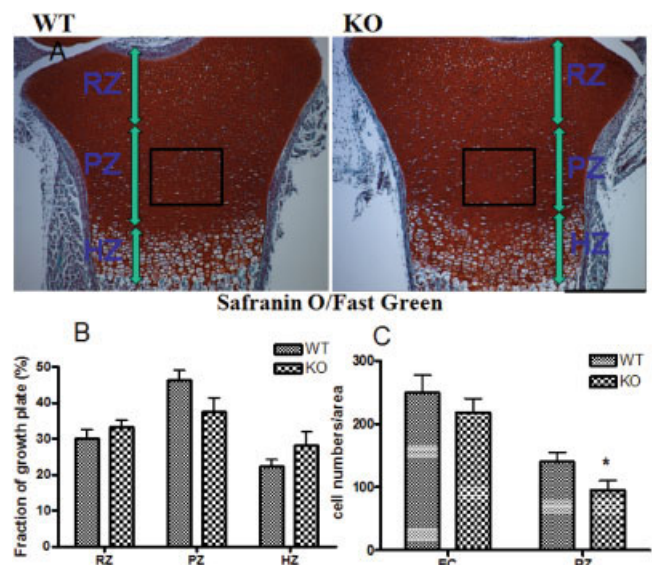 WT KO
A
RZ RZ
PZ PZ
HZ HZ
Safranin O/Fast Green
B
WT
KO
Fraction of growth plate (%)
50
40
30
20
10
0
RZ PZ HZ
C
WT
KO
cell numbers/area
300
200
100
0
*